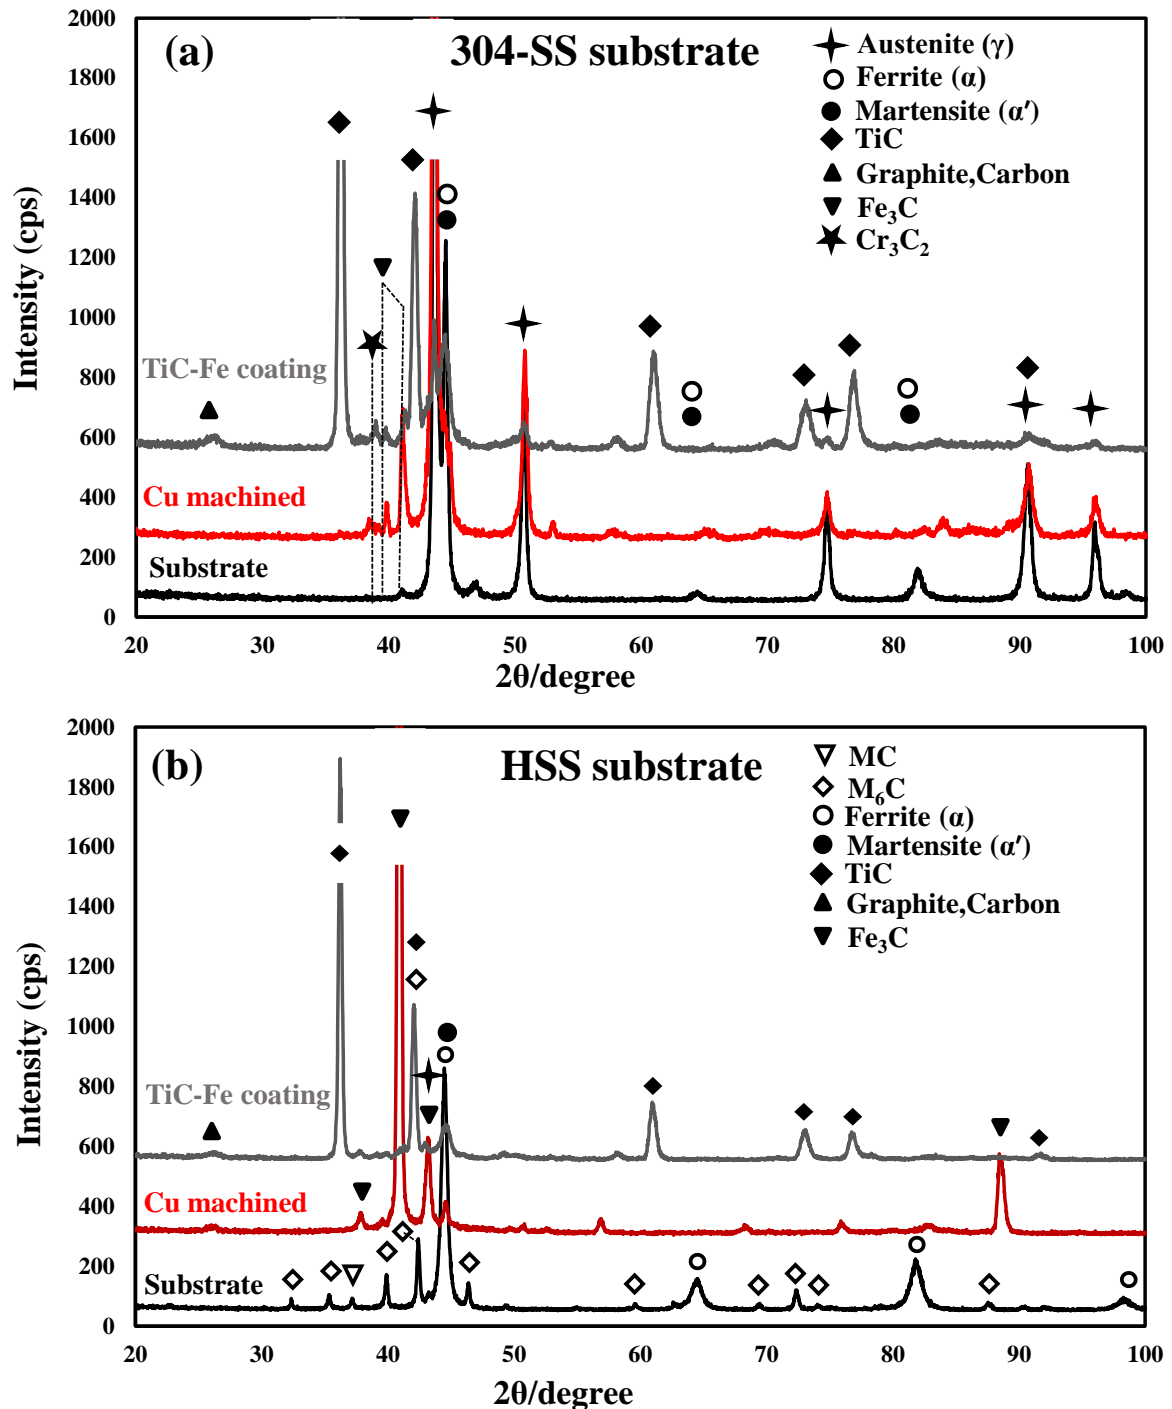 (a)
304-SS substrate
Austenite (γ)
Ferrite (α)
Martensite (α′)
TiC
Graphite,Carbon
Fe₃C
Cr₃C₂
Intensity (cps)
2000
1800
1600
1400
1200
1000
800
600
400
200
0
TiC-Fe coating
Cu machined
Substrate
20 30 40 50 60 70 80 90 100
2θ/degree
(b)
HSS substrate
MC
M₆C
Ferrite (α)
Martensite (α′)
TiC
Graphite,Carbon
Fe₃C
Intensity (cps)
2000
1800
1600
1400
1200
1000
800
600
400
200
0
TiC-Fe coating
Cu machined
Substrate
20 30 40 50 60 70 80 90 100
2θ/degree